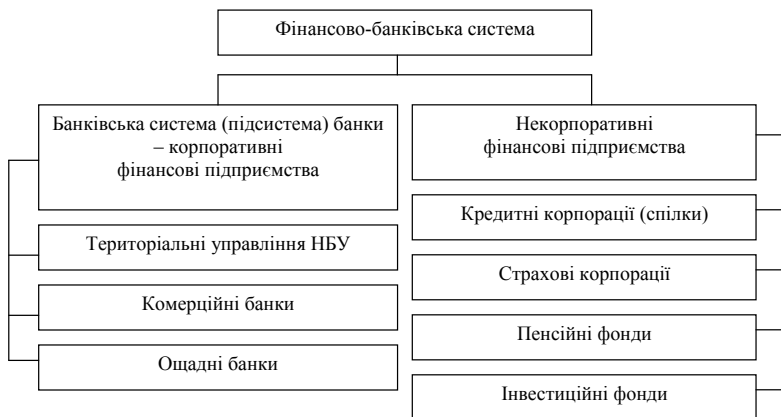 Фінансово-банківська система
Банківська система (підсистема) банки
– корпоративні
фінансові підприємства
Територіальні управління НБУ
Комерційні банки
Ощадні банки
Некорпоративні
фінансові підприємства
Кредитні корпорації (спілки)
Страхові корпорації
Пенсійні фонди
Інвестиційні фонди